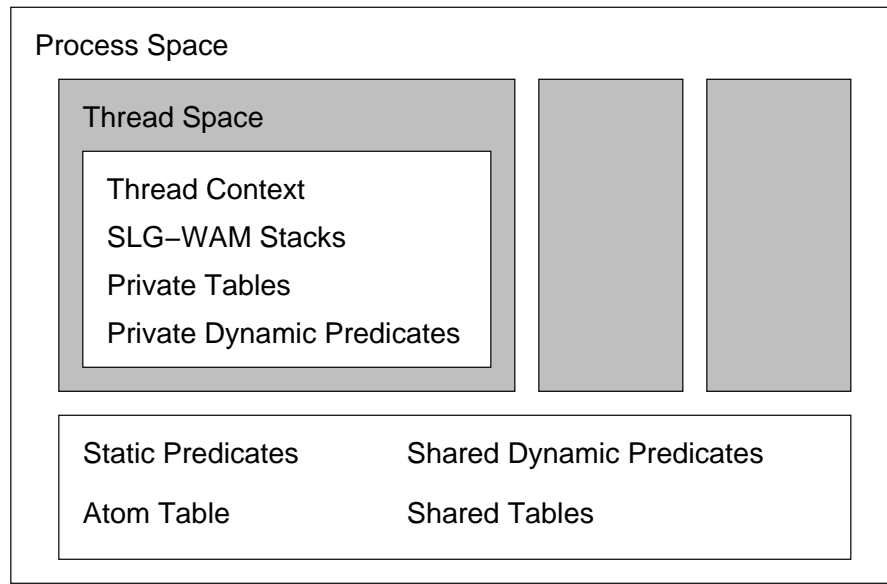 Process Space
Thread Space
Thread Context
SLG−WAM Stacks
Private Tables
Private Dynamic Predicates
Static Predicates
Shared Dynamic Predicates
Atom Table
Shared Tables